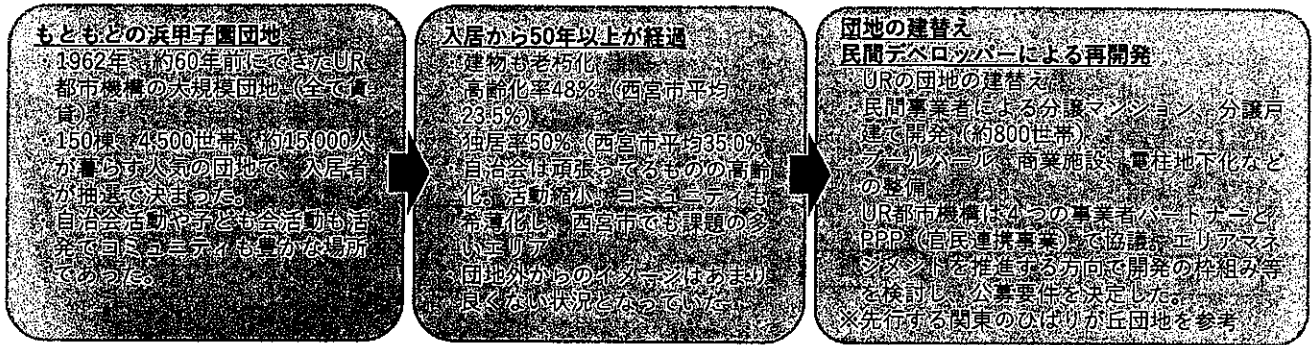 もともとの浜甲子園団地
・1962年、約60年前にできたUR
都市機構の大規模団地（全て賃
貸）。
・150棟、4,500世帯、約15,000人
が暮らす人気の団地で、入居者
が抽選で決まった。
・自治会活動や子ども会活動も活
発でコミュニティも豊かな場所
であった。
入居から50年以上が経過
・建物も老朽化
・高齢化率48%（西宮市平均
23.5%）
・独居率50%（西宮市平均35.0%
・自治会は頑張ってるものの高齢
化。活動縮小。コミュニティも
希薄化し、西宮市でも課題の多
いエリア
・団地外からのイメージはあまり
良くない状況となっていた。
団地の建替え
民間デベロッパーによる再開発
・URの団地の建替え
・民間事業者による分譲マンション、分譲戸
建て開発（約800世帯）
・ブールバール、商業施設、電柱地下化など
の整備
・UR都市機構は４つの事業者パートナーと
PPP（官民連携事業）で協議。エリアマネ
ジメントを推進する方向で開発の枠組み等
を検討し、公募要件を決定した。
※先行する関東のひばりが丘団地を参考